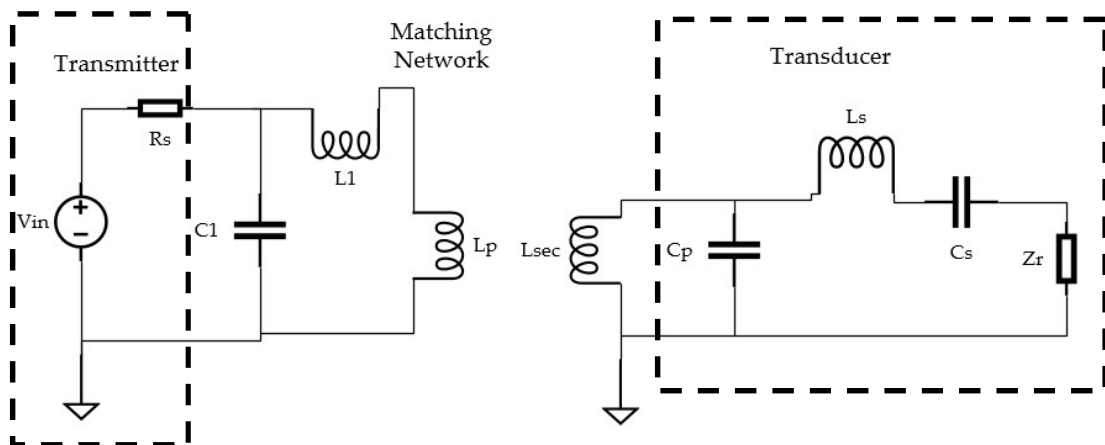 Matching
Network
Transmitter
Transducer
Rs
L1
Ls
Vin
+
−
C1
Lp
Lsec
Cp
Cs
Zr